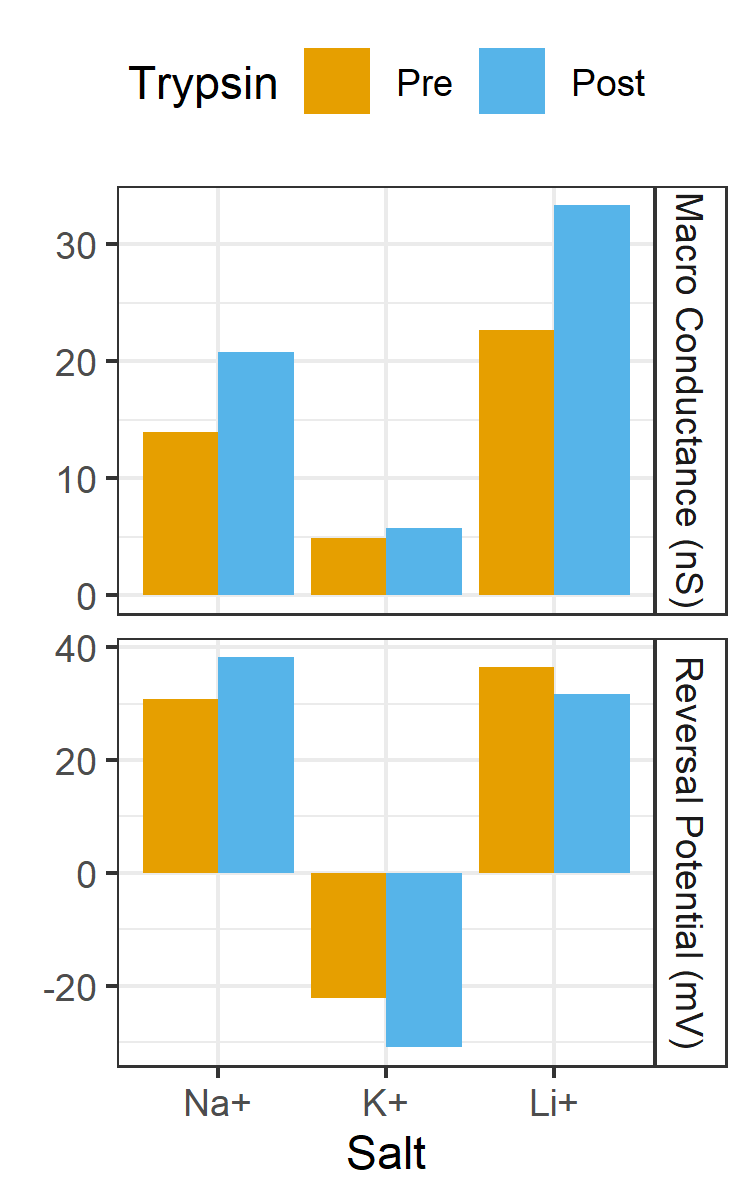 Trypsin Pre Post
30
20
10
0
Macro Conductance (nS)
40
20
0
-20
Reversal Potential (mV)
Na+ K+ Li+
Salt